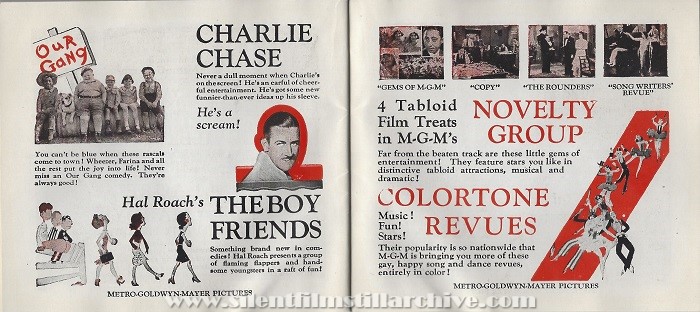 OUR
GANG
CHARLIE
CHASE
Never a dull moment when Charlie's
on the screen! He's an earful of cheer-
ful entertainment. He's got some new
funnier-than-ever ideas up his sleeve.
He's a
scream!
You can't be blue when these rascals
come to town! Wheezer, Farina and all
the rest put the joy into life! Never
miss an Our Gang comedy. They're
always good!
Hal Roach's THE BOY
FRIENDS
Something brand new in com-
edies! Hal Roach presents a group
of flaming flappers and hand-
some youngsters in a raft of fun!
METRO-GOLDWYN-MAYER PICTURES
"GEMS OF M-G-M" "COPY" "THE ROUNDERS" "SONG WRITERS'
REVUE"
4 Tabloid
Film Treats
in M-G-M's
NOVELTY
GROUP
Far from the beaten track are these little gems of
entertainment! They feature stars you like in
distinctive tabloid attractions, musical and
dramatic!
COLORTONE
REVUES
Music!
Fun!
Stars!
Their popularity is so nationwide that
M-G-M is bringing you more of these
gay, happy song and dance revues,
entirely in color!
METRO-GOLDWYN-MAYER PICTURES
www.silentfilmstillarchive.com